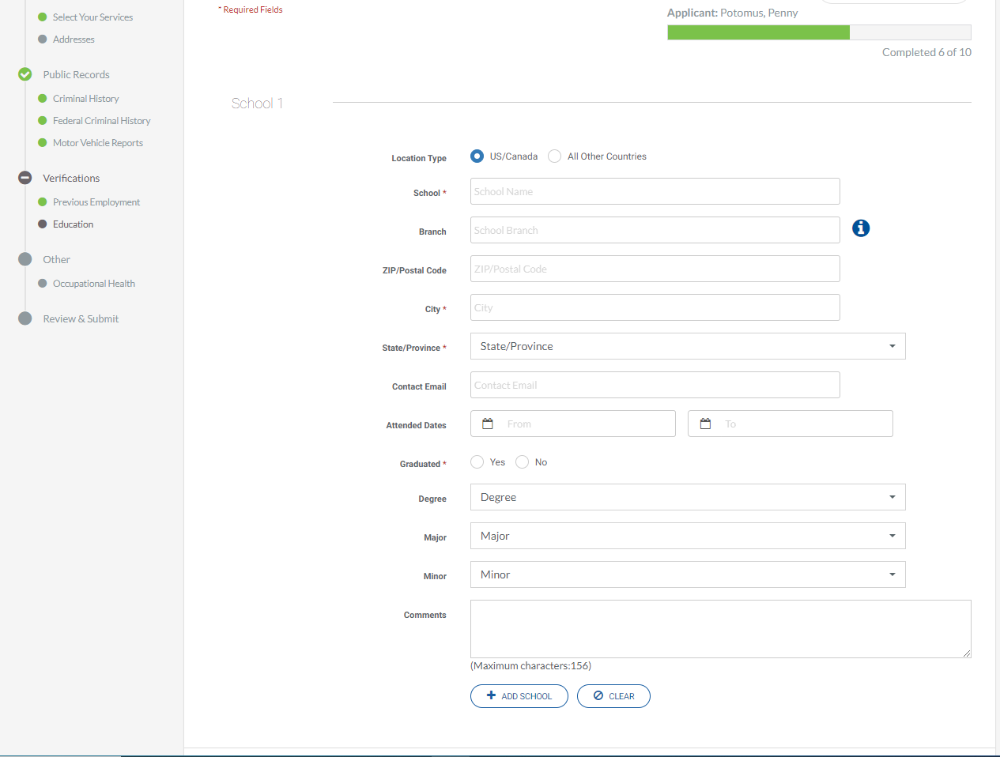 Select Your Services
Addresses
Public Records
Criminal History
Federal Criminal History
Motor Vehicle Reports
Verifications
Previous Employment
Education
Other
Occupational Health
Review & Submit
* Required Fields
Applicant: Potomus, Penny
Completed 6 of 10
School 1
Location Type US/Canada All Other Countries
School * School Name
Branch School Branch
ZIP/Postal Code ZIP/Postal Code
City * City
State/Province * State/Province
Contact Email Contact Email
Attended Dates From To
Graduated * Yes No
Degree Degree
Major Major
Minor Minor
Comments
(Maximum characters:156)
ADD SCHOOL CLEAR